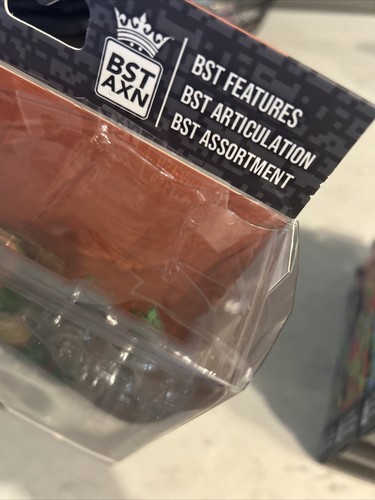 BST
AXN
BST FEATURES
BST ARTICULATION
BST ASSORTMENT